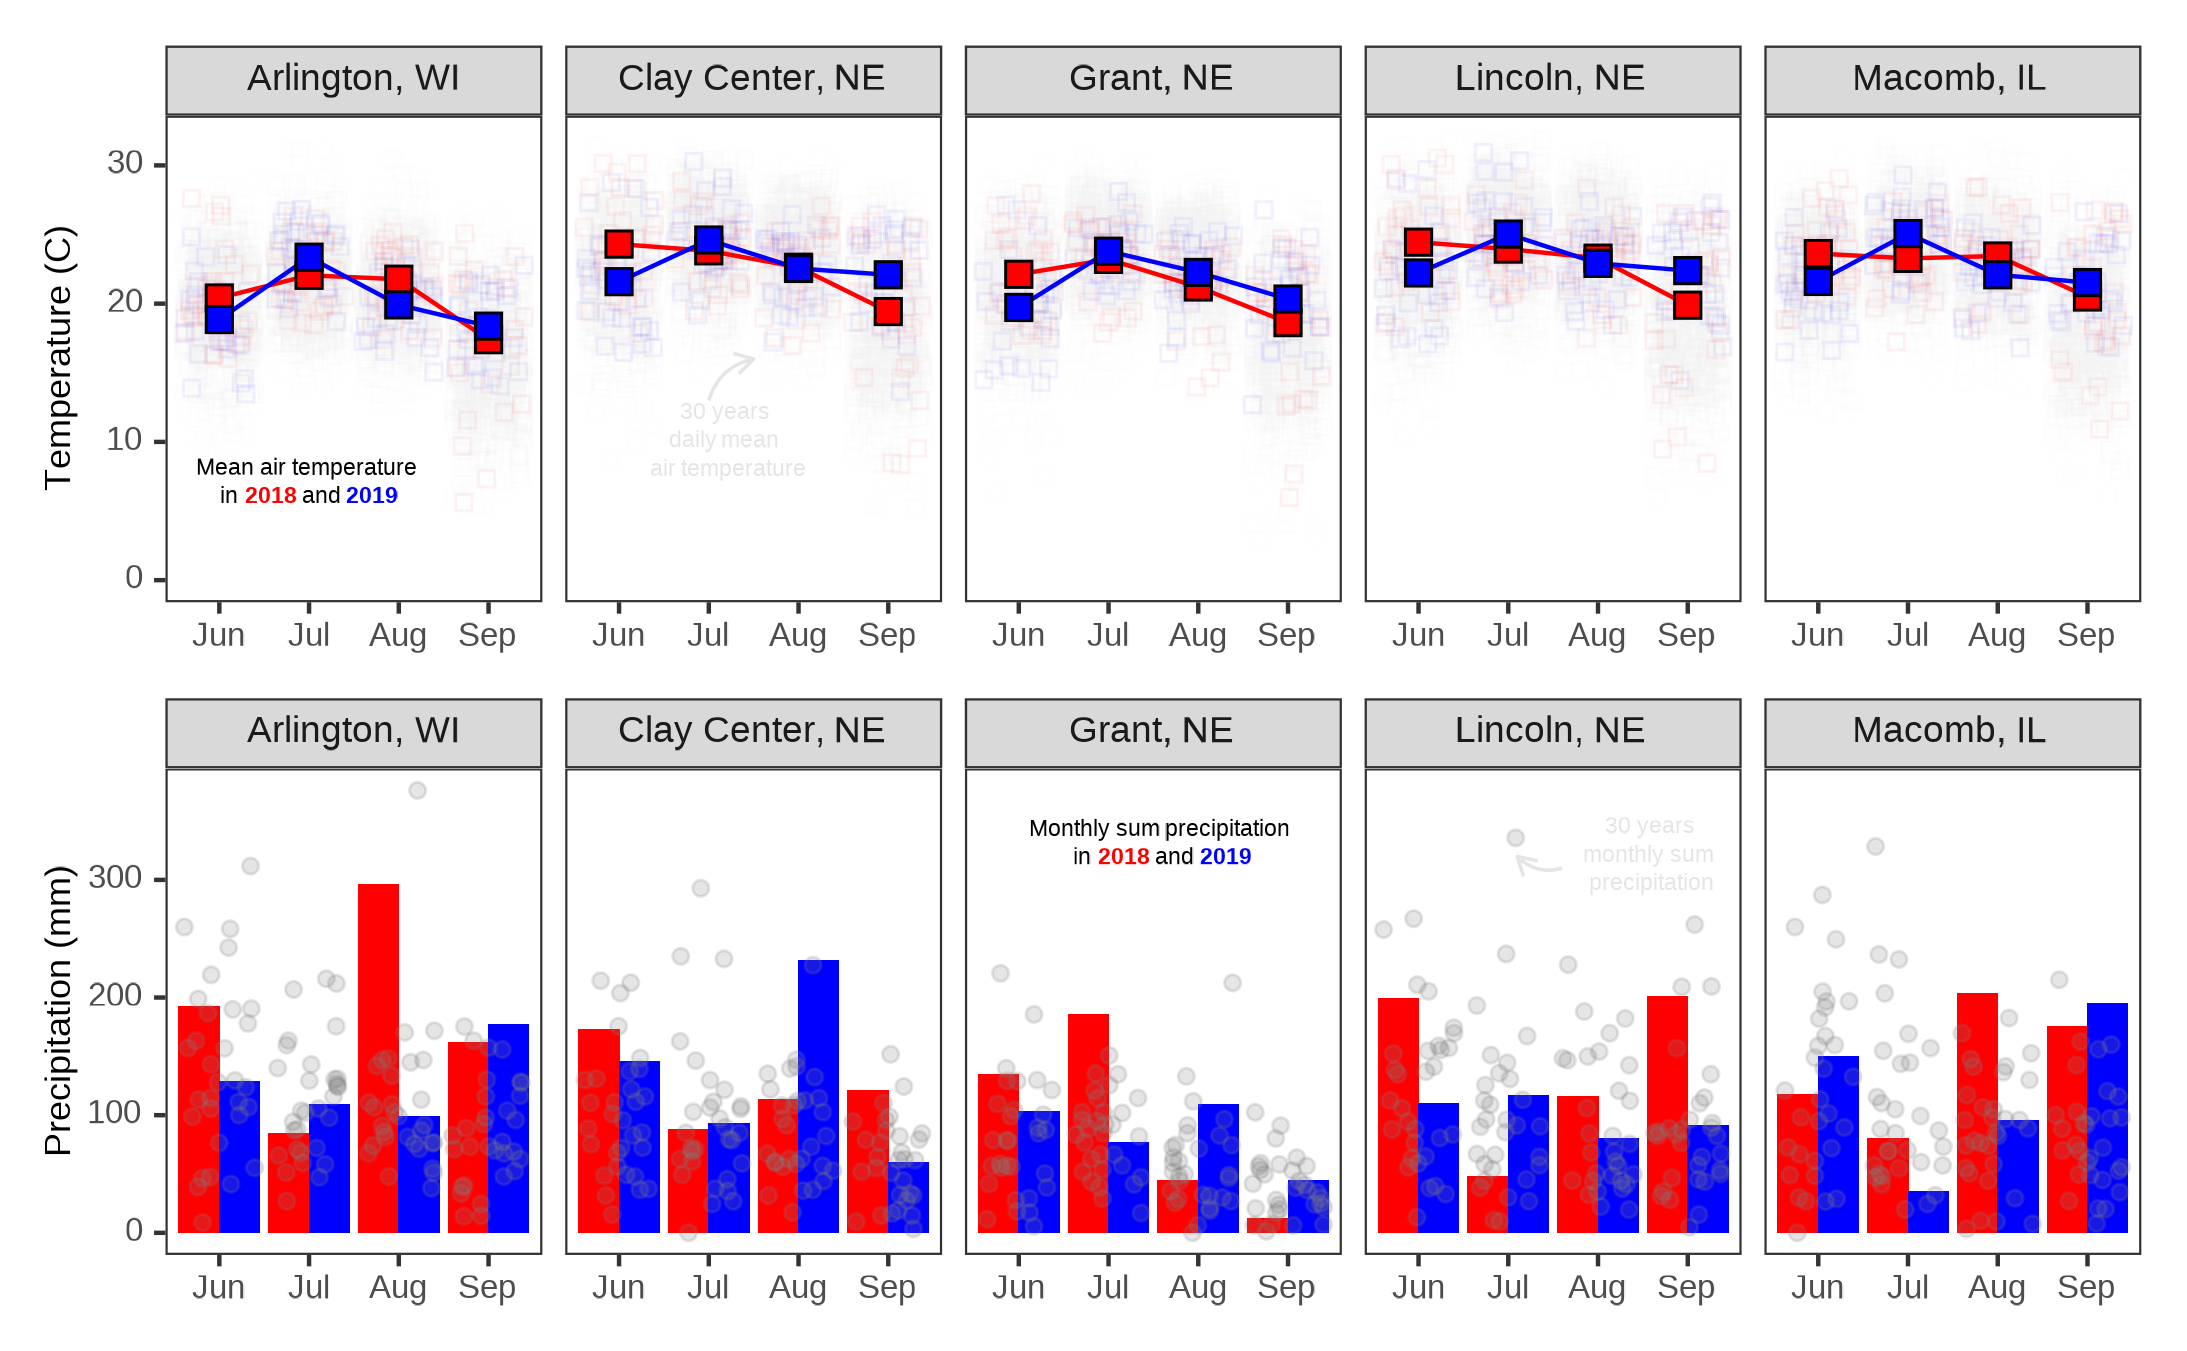 Arlington, WI
Clay Center, NE
Grant, NE
Lincoln, NE
Macomb, IL
Temperature (C)
30
20
10
0
Mean air temperature
in 2018 and 2019
30 years
daily mean
air temperature
Jun Jul Aug Sep
Jun Jul Aug Sep
Jun Jul Aug Sep
Jun Jul Aug Sep
Jun Jul Aug Sep
Arlington, WI
Clay Center, NE
Grant, NE
Lincoln, NE
Macomb, IL
Precipitation (mm)
300
200
100
0
Monthly sum precipitation
in 2018 and 2019
30 years
monthly sum
precipitation
Jun Jul Aug Sep
Jun Jul Aug Sep
Jun Jul Aug Sep
Jun Jul Aug Sep
Jun Jul Aug Sep